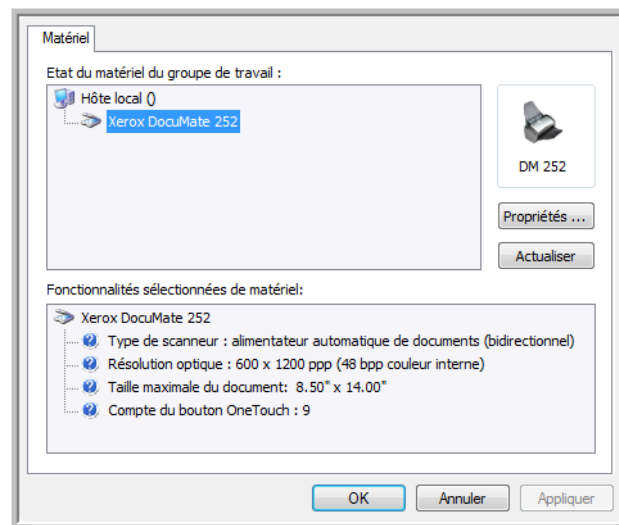 Matériel
Etat du matériel du groupe de travail :
Hôte local ()
Xerox DocuMate 252
DM 252
Propriétés ...
Actualiser
Fonctionnalités sélectionnées de matériel:
Xerox DocuMate 252
Type de scanneur : alimentateur automatique de documents (bidirectionnel)
Résolution optique : 600 x 1200 ppp (48 bpp couleur interne)
Taille maximale du document: 8.50" x 14.00"
Compte du bouton OneTouch : 9
OK Annuler Appliquer